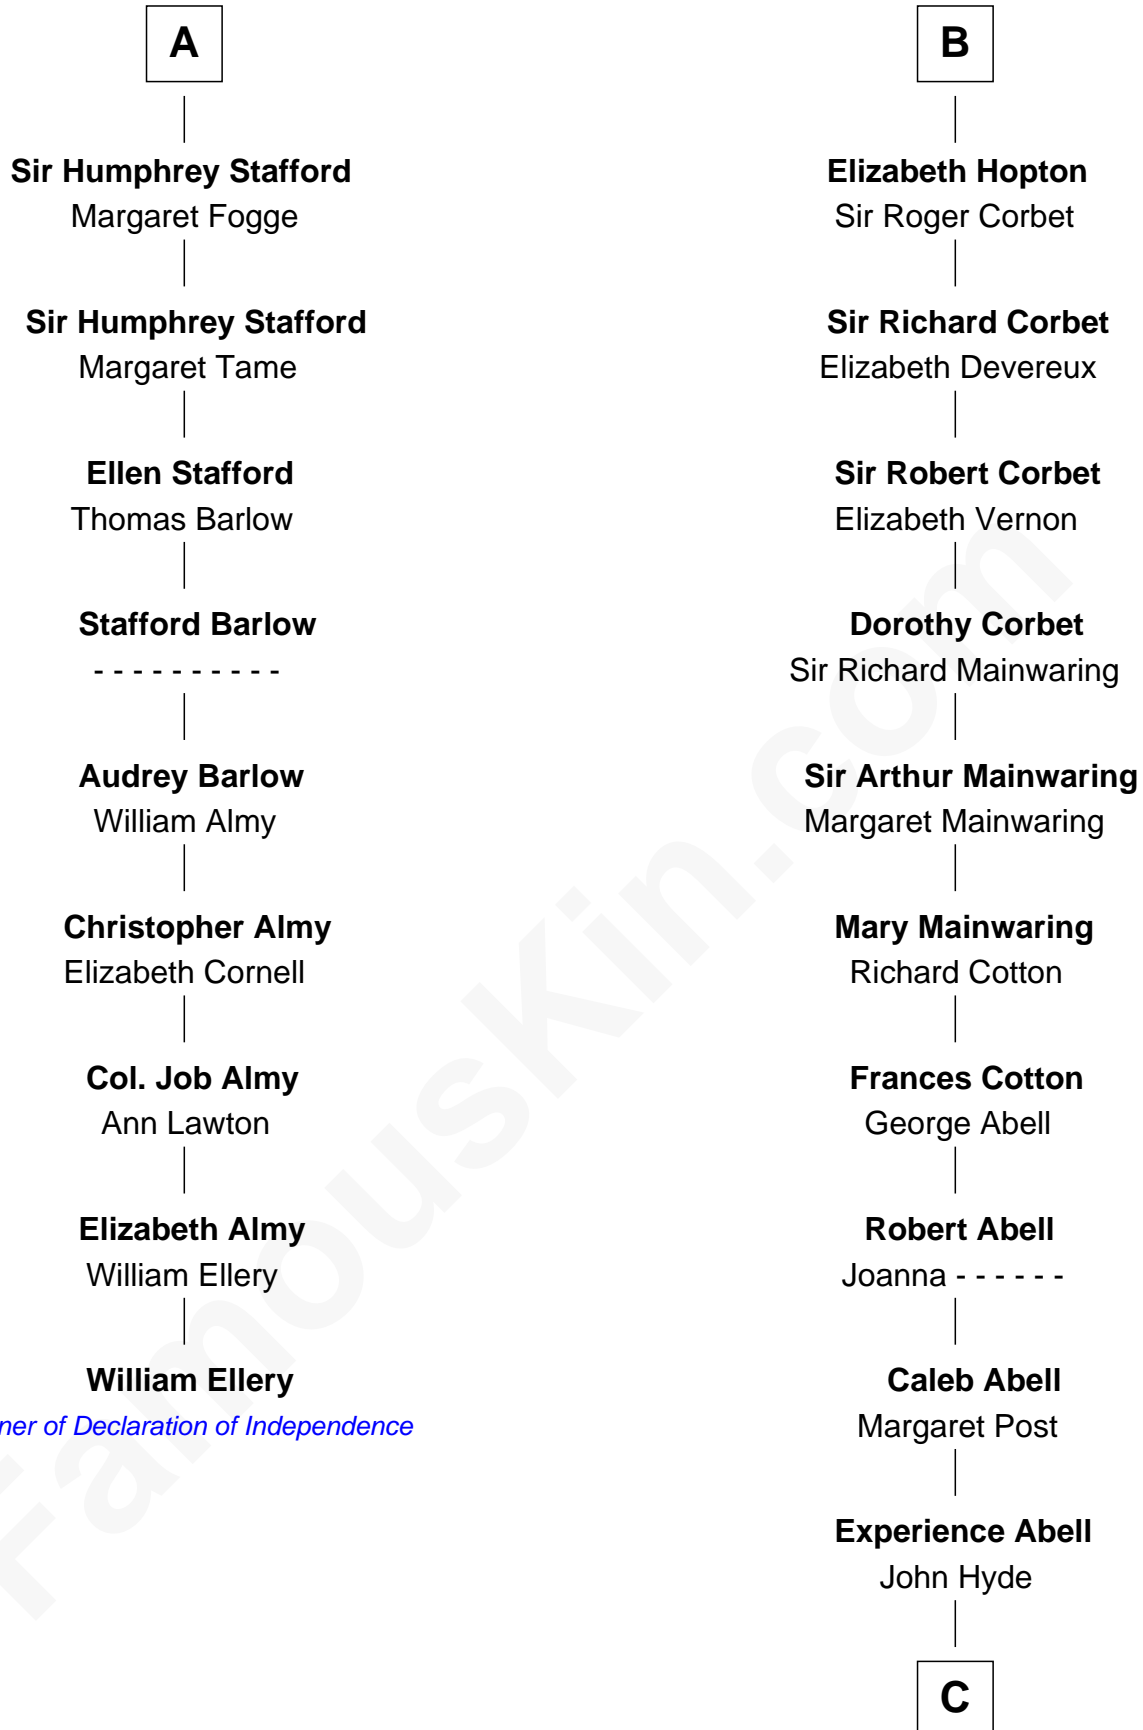 A
Sir Humphrey Stafford
Margaret Fogge
Sir Humphrey Stafford
Margaret Tame
Ellen Stafford
Thomas Barlow
Stafford Barlow
- - - - - - - - - -
Audrey Barlow
William Almy
Christopher Almy
Elizabeth Cornell
Col. Job Almy
Ann Lawton
Elizabeth Almy
William Ellery
William Ellery
ner of Declaration of Independence
B
Elizabeth Hopton
Sir Roger Corbet
Sir Richard Corbet
Elizabeth Devereux
Sir Robert Corbet
Elizabeth Vernon
Dorothy Corbet
Sir Richard Mainwaring
Sir Arthur Mainwaring
Margaret Mainwaring
Mary Mainwaring
Richard Cotton
Frances Cotton
George Abell
Robert Abell
Joanna - - - - - -
Caleb Abell
Margaret Post
Experience Abell
John Hyde
C
FamousKin.com